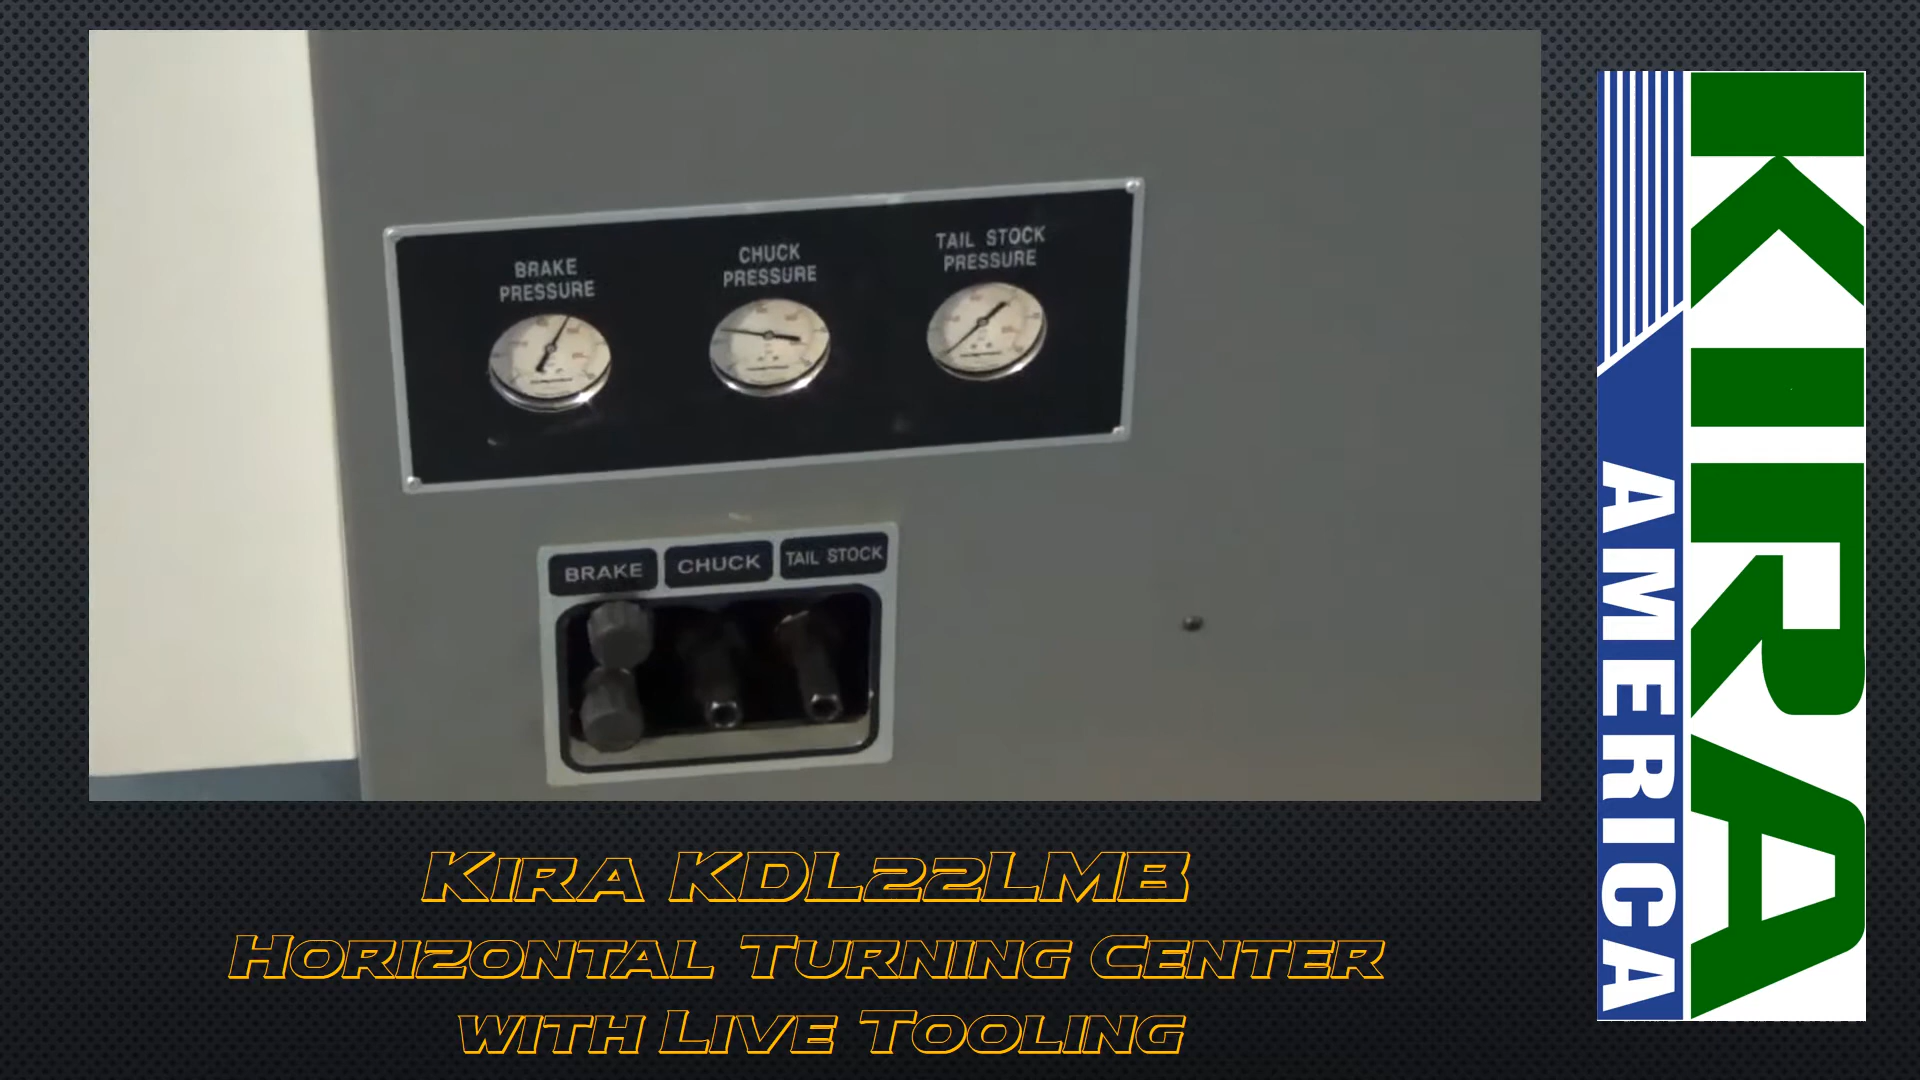 BRAKE
PRESSURE
CHUCK
PRESSURE
TAIL STOCK
PRESSURE
BRAKE
CHUCK
TAIL STOCK
KIRA KDL22LMB
HORIZONTAL TURNING CENTER
WITH LIVE TOOLING
KIRA
AMERICA